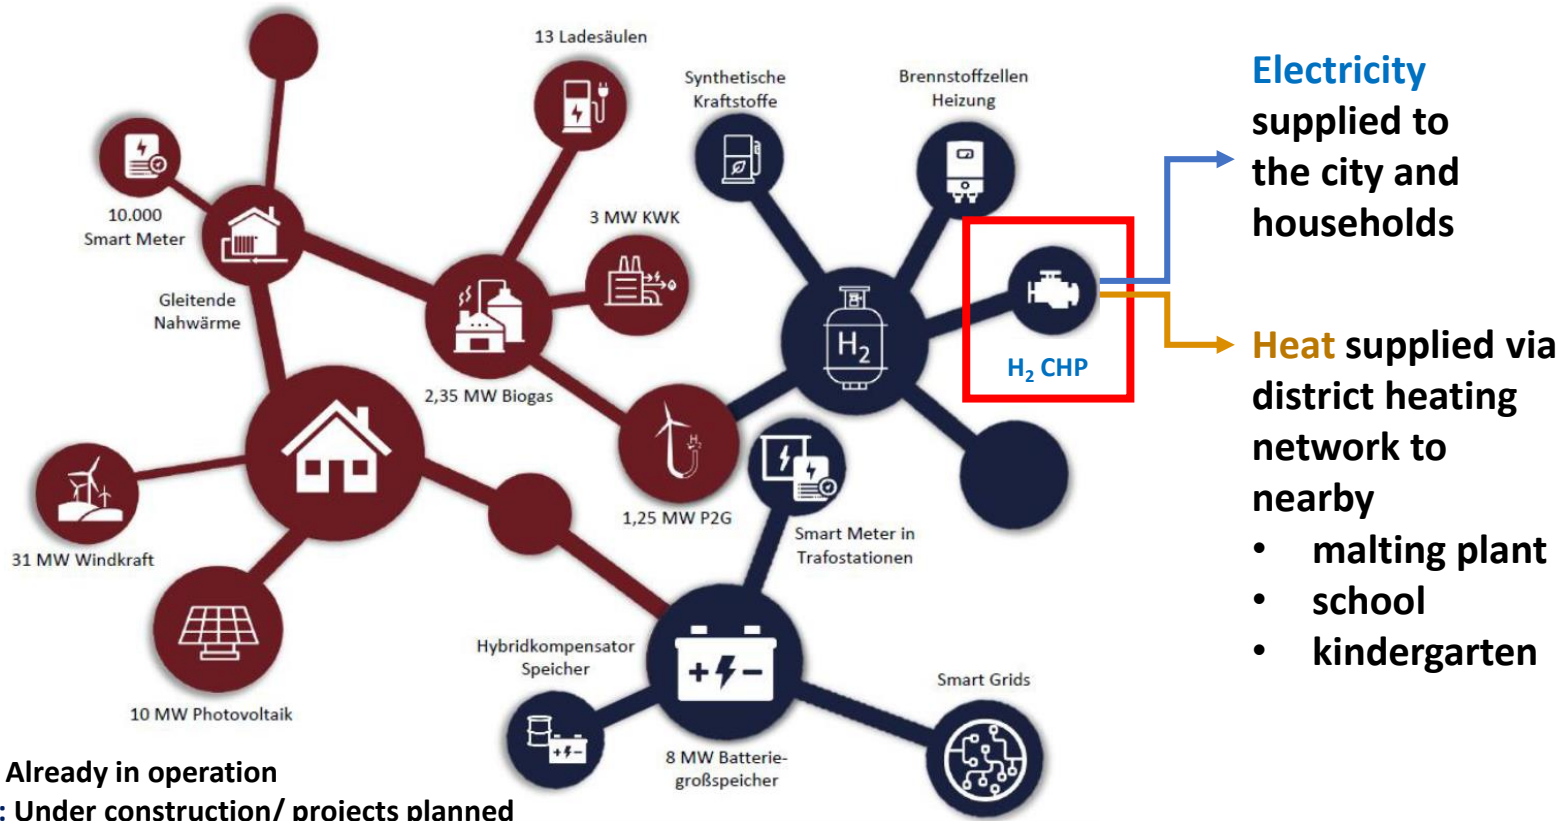 13 Ladesäulen
Synthetische
Kraftstoffe
Brennstoffzellen
Heizung
10.000
Smart Meter
3 MW KWK
Gleitende
Nahwärme
H₂
H₂
H₂ CHP
2,35 MW Biogas
1,25 MW P2G
Smart Meter in
Trafostationen
31 MW Windkraft
10 MW Photovoltaik
Hybridkompensator
Speicher
8 MW Batterie-
großspeicher
Smart Grids
Electricity
supplied to
the city and
households
Heat supplied via
district heating
network to
nearby
• malting plant
• school
• kindergarten
Already in operation
: Under construction/ projects planned